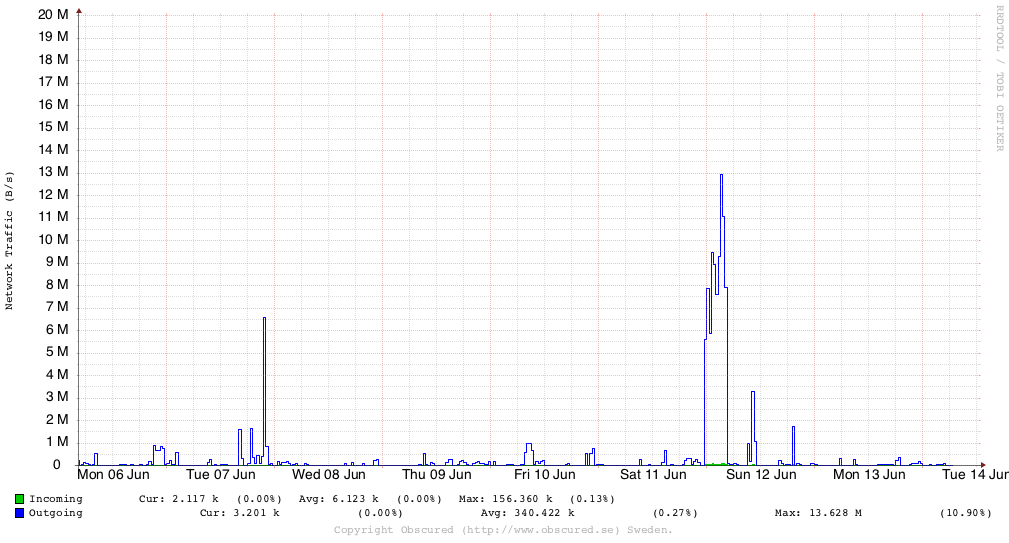 20 M
19 M
18 M
17 M
16 M
15 M
14 M
13 M
12 M
11 M
10 M
9 M
8 M
7 M
6 M
5 M
4 M
3 M
2 M
1 M
0
Network Traffic (B/s)
RRDTOOL / TOBI OETIKER
Mon 06 Jun Tue 07 Jun Wed 08 Jun Thu 09 Jun Fri 10 Jun Sat 11 Jun Sun 12 Jun Mon 13 Jun Tue 14 Jun
Incoming Cur: 2.117 k (0.00%) Avg: 6.123 k (0.00%) Max: 156.360 k (0.13%)
Outgoing Cur: 3.201 k (0.00%) Avg: 340.422 k (0.27%) Max: 13.628 M (10.90%)
Copyright Obscured (http://www.obscured.se) Sweden.